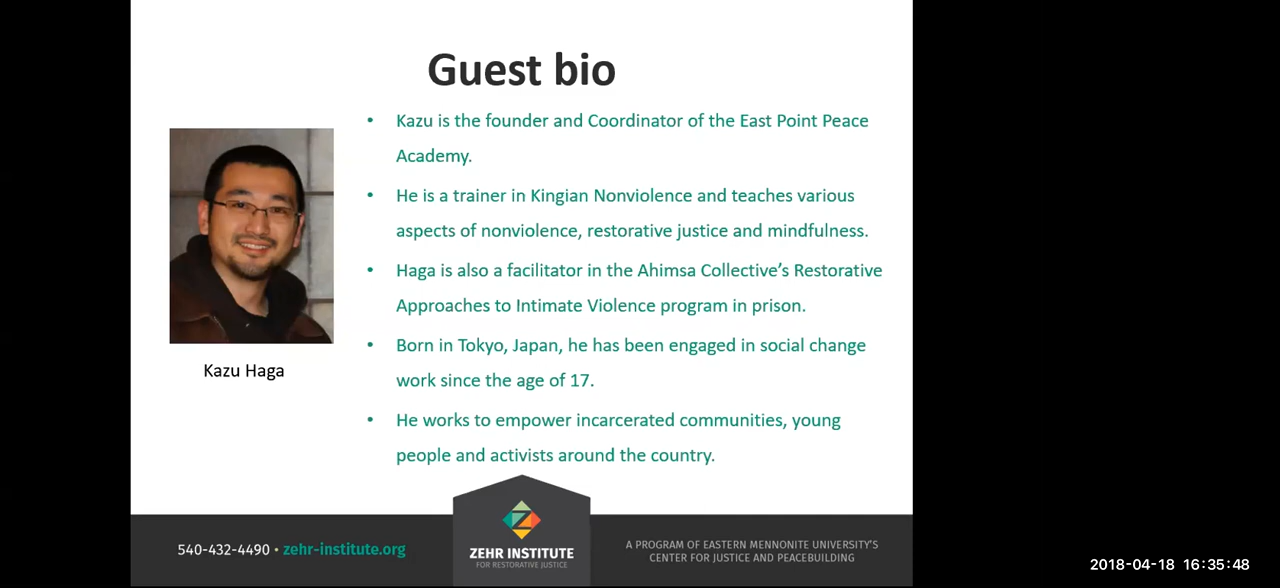 Guest bio
• Kazu is the founder and Coordinator of the East Point Peace
Academy.
• He is a trainer in Kingian Nonviolence and teaches various
aspects of nonviolence, restorative justice and mindfulness.
• Haga is also a facilitator in the Ahimsa Collective’s Restorative
Approaches to Intimate Violence program in prison.
• Born in Tokyo, Japan, he has been engaged in social change
work since the age of 17.
• He works to empower incarcerated communities, young
people and activists around the country.
Kazu Haga
540-432-4490 • zehr-institute.org
ZEHR INSTITUTE
FOR RESTORATIVE JUSTICE
A PROGRAM OF EASTERN MENNONITE UNIVERSITY’S
CENTER FOR JUSTICE AND PEACEBUILDING
2018-04-18 16:35:48